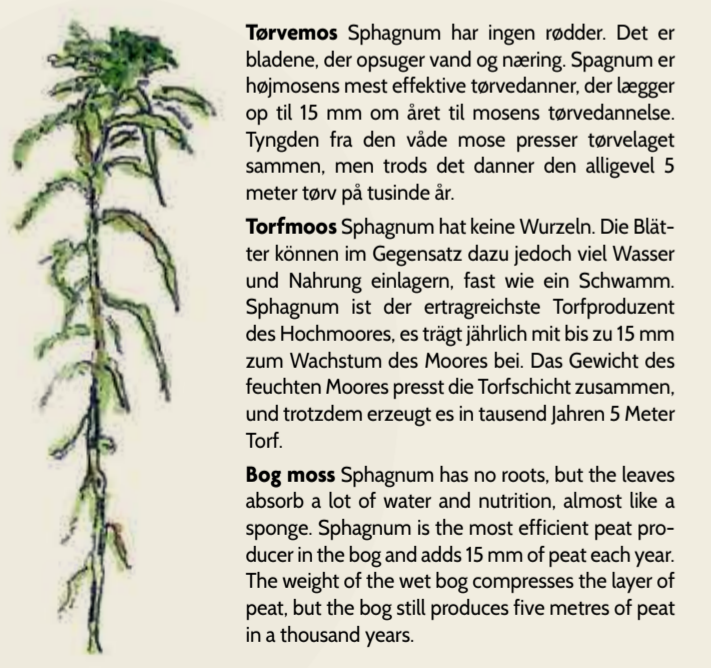 Tørvemos Sphagnum har ingen rødder. Det er
bladene, der opsuger vand og næring. Spagnum er
højmosens mest effektive tørvedanner, der lægger
op til 15 mm om året til mosens tørvedannelse.
Tyngden fra den våde mose presser tørvelaget
sammen, men trods det danner den alligevel 5
meter tørv på tusinde år.
Torfmoos Sphagnum hat keine Wurzeln. Die Blät-
ter können im Gegensatz dazu jedoch viel Wasser
und Nahrung einlagern, fast wie ein Schwamm.
Sphagnum ist der ertragreichste Torfproduzent
des Hochmoores, es trägt jährlich mit bis zu 15 mm
zum Wachstum des Moores bei. Das Gewicht des
feuchten Moores presst die Torfschicht zusammen,
und trotzdem erzeugt es in tausend Jahren 5 Meter
Torf.
Bog moss Sphagnum has no roots, but the leaves
absorb a lot of water and nutrition, almost like a
sponge. Sphagnum is the most efficient peat pro-
ducer in the bog and adds 15 mm of peat each year.
The weight of the wet bog compresses the layer of
peat, but the bog still produces five metres of peat
in a thousand years.